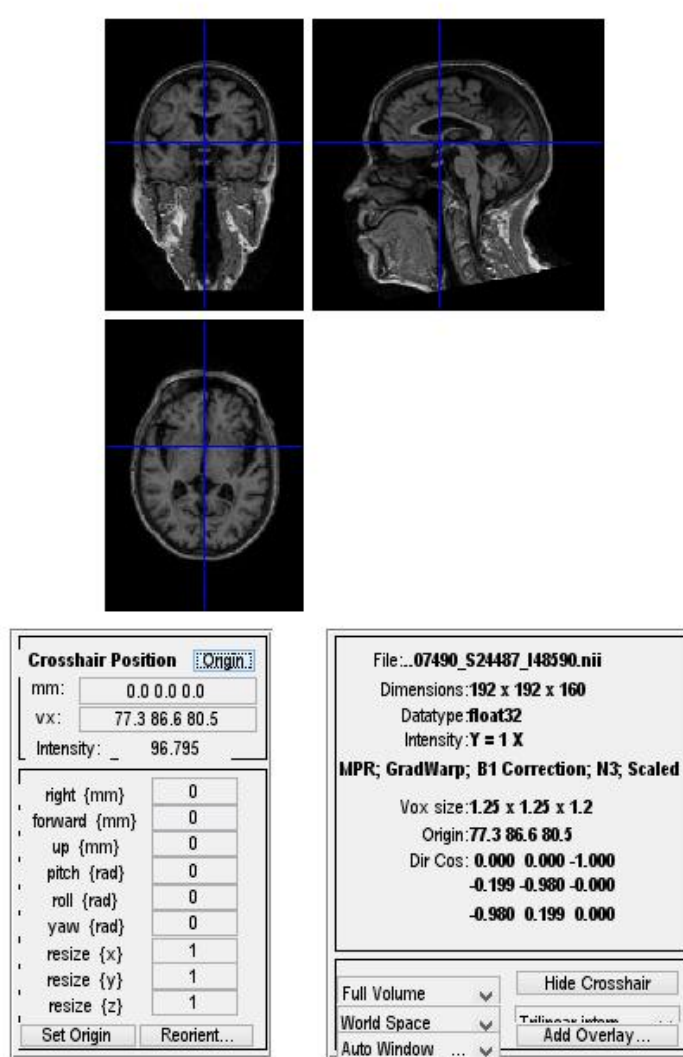 Crosshair Position Origin
mm: 0.0 0.0 0.0
vx: 77.3 86.6 80.5
Intensity: 96.795
right {mm} 0
forward {mm} 0
up {mm} 0
pitch {rad} 0
roll {rad} 0
yaw {rad} 0
resize {x} 1
resize {y} 1
resize {z} 1
Set Origin Reorient...
File:...07490_S24487_I48590.nii
Dimensions:192 x 192 x 160
Datatype:float32
Intensity:Y = 1 X
MPR; GradWarp; B1 Correction; N3; Scaled
Vox size:1.25 x 1.25 x 1.2
Origin:77.3 86.6 80.5
Dir Cos: 0.000 0.000 -1.000
-0.199 -0.980 -0.000
-0.980 0.199 0.000
Full Volume Hide Crosshair
World Space
Auto Window ... Add Overlay...